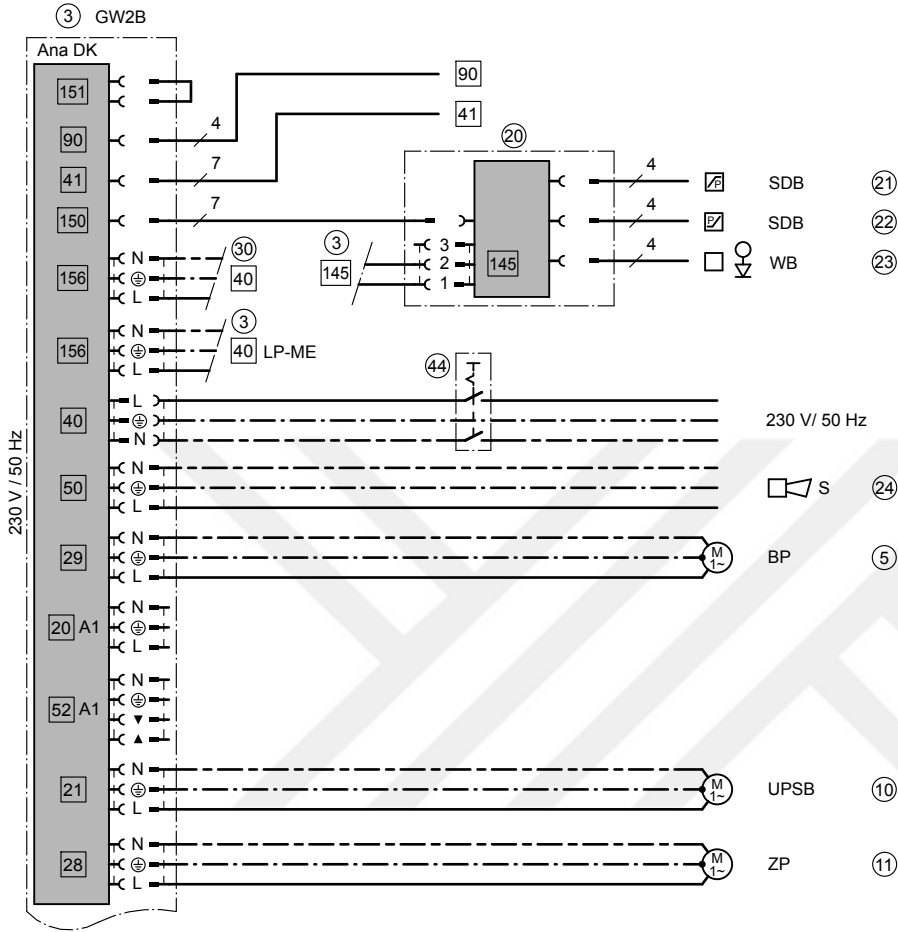 3 GW2B
Ana DK
151
90
90
4
41
41
7
20
4
SDB 21
150
7
4
SDB 22
3
145
3
2
1
145
4
WB 23
156
N
L
30
40
156
N
L
3
40 LP-ME
44
40
L
N
230 V/ 50 Hz
230 V / 50 Hz
50
N
L
S 24
29
N
L
M
1~
BP 5
20 A1
N
L
52 A1
N
▼
▲
21
N
L
M
1~
UPSB 10
28
N
L
M
1~
ZP 11